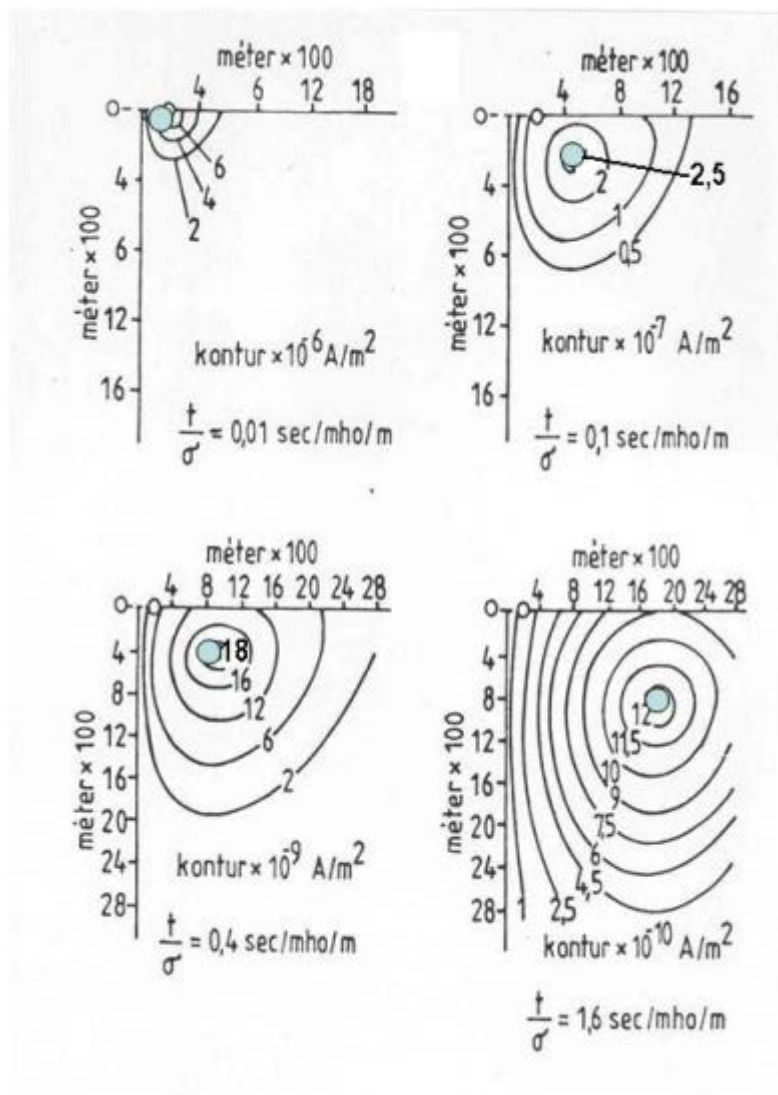 méter × 100
4 6 12 18
0
4
6
12
16
méter × 100
6
4
2
kontur × 10⁻⁶ A/m²
t/σ = 0,01 sec/mho/m
méter × 100
4 8 12 16
0
4
6
12
16
méter × 100
2,5
2
1
0,5
kontur × 10⁻⁷ A/m²
t/σ = 0,1 sec/mho/m
méter × 100
4 8 12 16 20 24 28
0
4
8
12
16
20
24
28
méter × 100
18
16
12
6
2
kontur × 10⁻⁹ A/m²
t/σ = 0,4 sec/mho/m
méter × 100
4 8 12 16 20 24 28
0
4
8
12
16
20
24
28
méter × 100
12
11,5
10
9
7,5
6
4,5
1 2,5
kontur × 10⁻¹⁰ A/m²
t/σ = 1,6 sec/mho/m